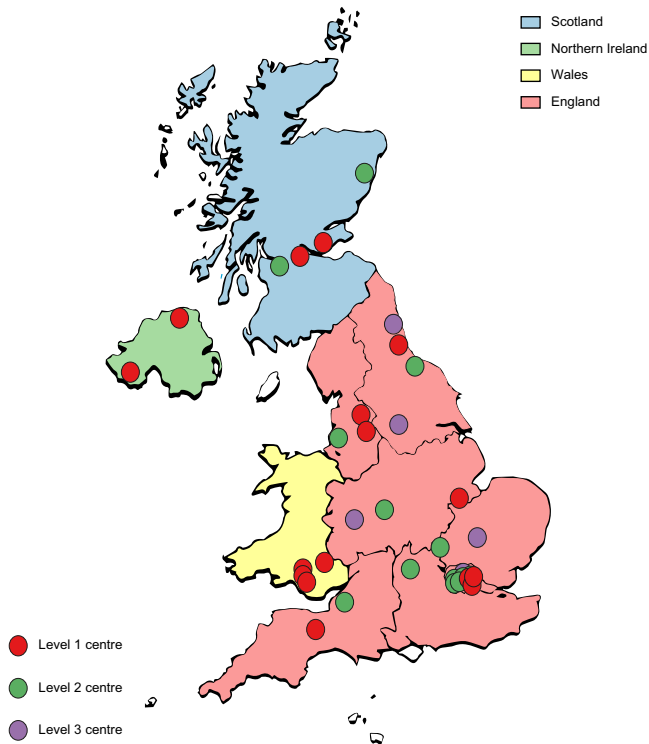 Scotland
Northern Ireland
Wales
England
Level 1 centre
Level 2 centre
Level 3 centre